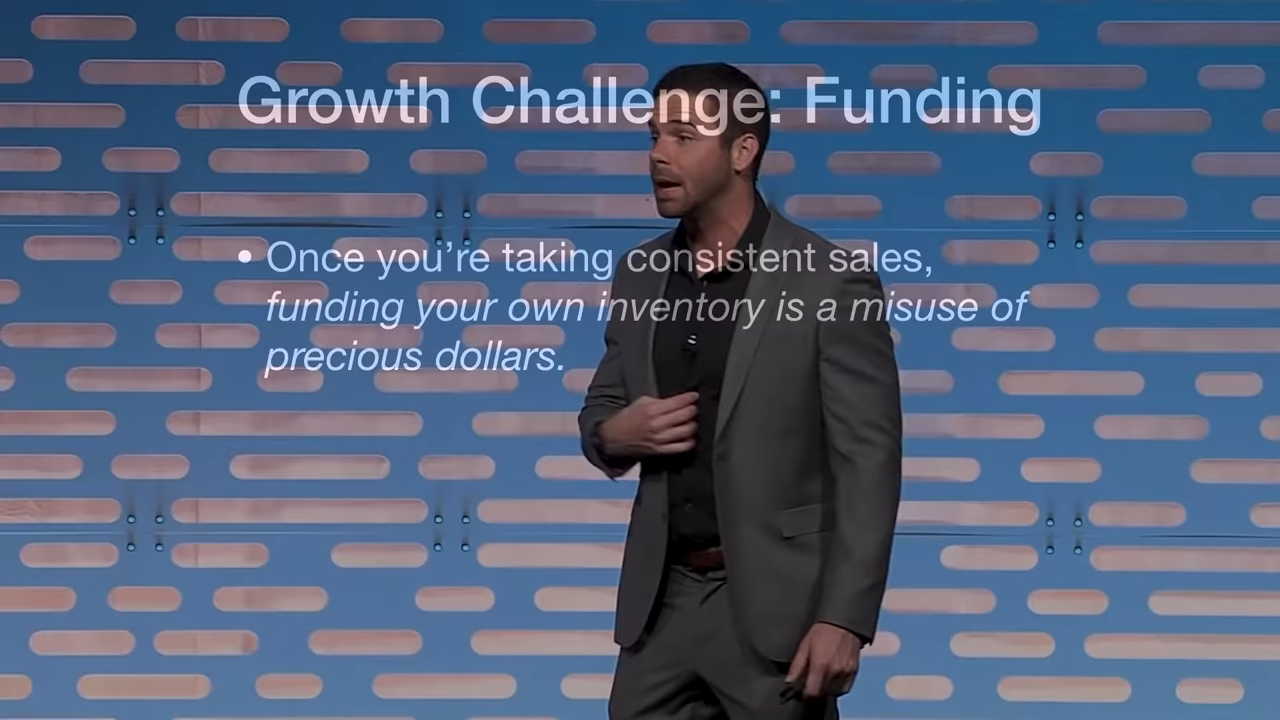 Growth Challenge: Funding
• Once you’re taking consistent sales,
funding your own inventory is a misuse of
precious dollars.